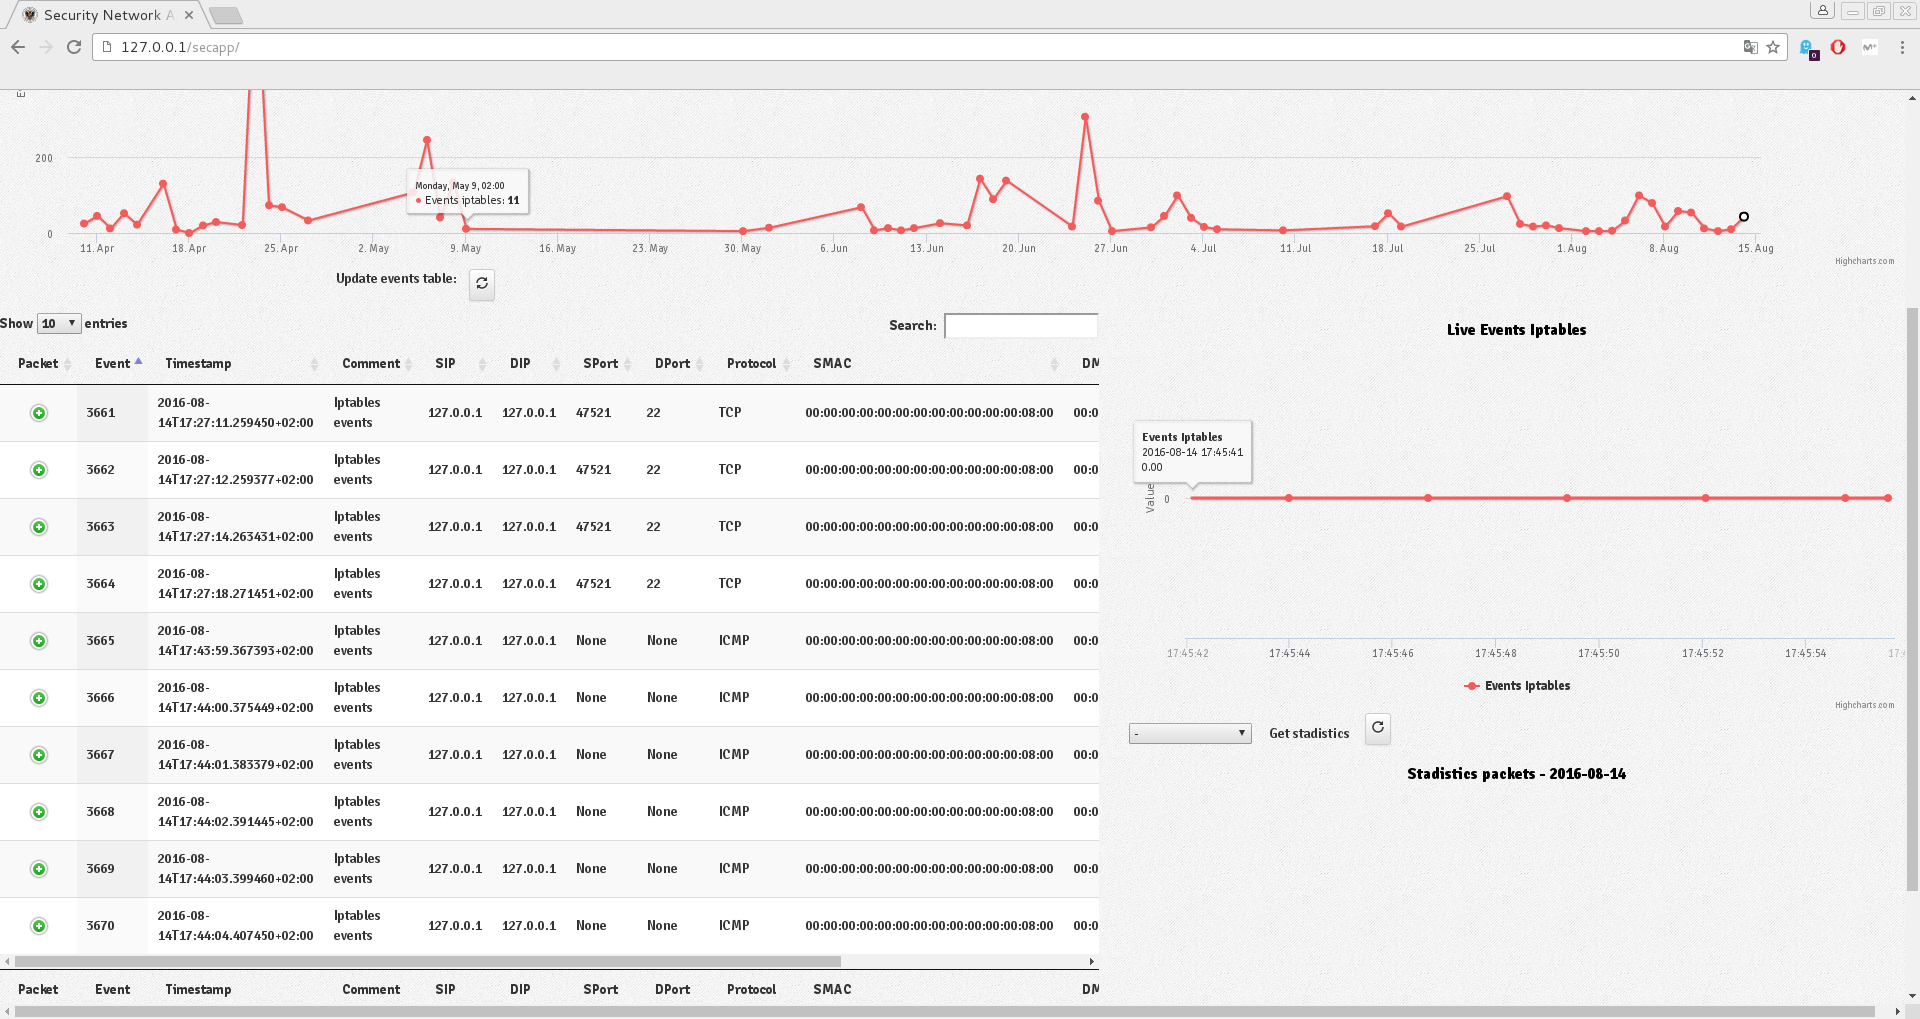 Security Network A
127.0.0.1/secapp/
0
M+
E
200
0
Monday, May 9, 02:00
● Events iptables: 11
11. Apr 18. Apr 25. Apr 2. May 9. May 16. May 23. May 30. May 6. Jun 13. Jun 20. Jun 27. Jun 4. Jul 11. Jul 18. Jul 25. Jul 1. Aug 8. Aug 15. Aug
Highcharts.com
Update events table:
Show 10 entries
Search:
Packet Event Timestamp Comment SIP DIP SPort DPort Protocol SMAC DM
3661 2016-08-14T17:27:11.259450+02:00 Iptables events 127.0.0.1 127.0.0.1 47521 22 TCP 00:00:00:00:00:00:00:00:00:00:00:00:08:00 00:0
3662 2016-08-14T17:27:12.259377+02:00 Iptables events 127.0.0.1 127.0.0.1 47521 22 TCP 00:00:00:00:00:00:00:00:00:00:00:00:08:00 00:0
3663 2016-08-14T17:27:14.263431+02:00 Iptables events 127.0.0.1 127.0.0.1 47521 22 TCP 00:00:00:00:00:00:00:00:00:00:00:00:08:00 00:0
3664 2016-08-14T17:27:18.271451+02:00 Iptables events 127.0.0.1 127.0.0.1 47521 22 TCP 00:00:00:00:00:00:00:00:00:00:00:00:08:00 00:0
3665 2016-08-14T17:43:59.367393+02:00 Iptables events 127.0.0.1 127.0.0.1 None None ICMP 00:00:00:00:00:00:00:00:00:00:00:00:08:00 00:0
3666 2016-08-14T17:44:00.375449+02:00 Iptables events 127.0.0.1 127.0.0.1 None None ICMP 00:00:00:00:00:00:00:00:00:00:00:00:08:00 00:0
3667 2016-08-14T17:44:01.383379+02:00 Iptables events 127.0.0.1 127.0.0.1 None None ICMP 00:00:00:00:00:00:00:00:00:00:00:00:08:00 00:0
3668 2016-08-14T17:44:02.391445+02:00 Iptables events 127.0.0.1 127.0.0.1 None None ICMP 00:00:00:00:00:00:00:00:00:00:00:00:08:00 00:0
3669 2016-08-14T17:44:03.399460+02:00 Iptables events 127.0.0.1 127.0.0.1 None None ICMP 00:00:00:00:00:00:00:00:00:00:00:00:08:00 00:0
3670 2016-08-14T17:44:04.407450+02:00 Iptables events 127.0.0.1 127.0.0.1 None None ICMP 00:00:00:00:00:00:00:00:00:00:00:00:08:00 00:0
Packet Event Timestamp Comment SIP DIP SPort DPort Protocol SMAC DM
Live Events Iptables
Events Iptables
2016-08-14 17:45:41
0.00
Value
0
17:45:42 17:45:44 17:45:46 17:45:48 17:45:50 17:45:52 17:45:54 17:
Events Iptables
Highcharts.com
- Get stadistics
Stadistics packets - 2016-08-14